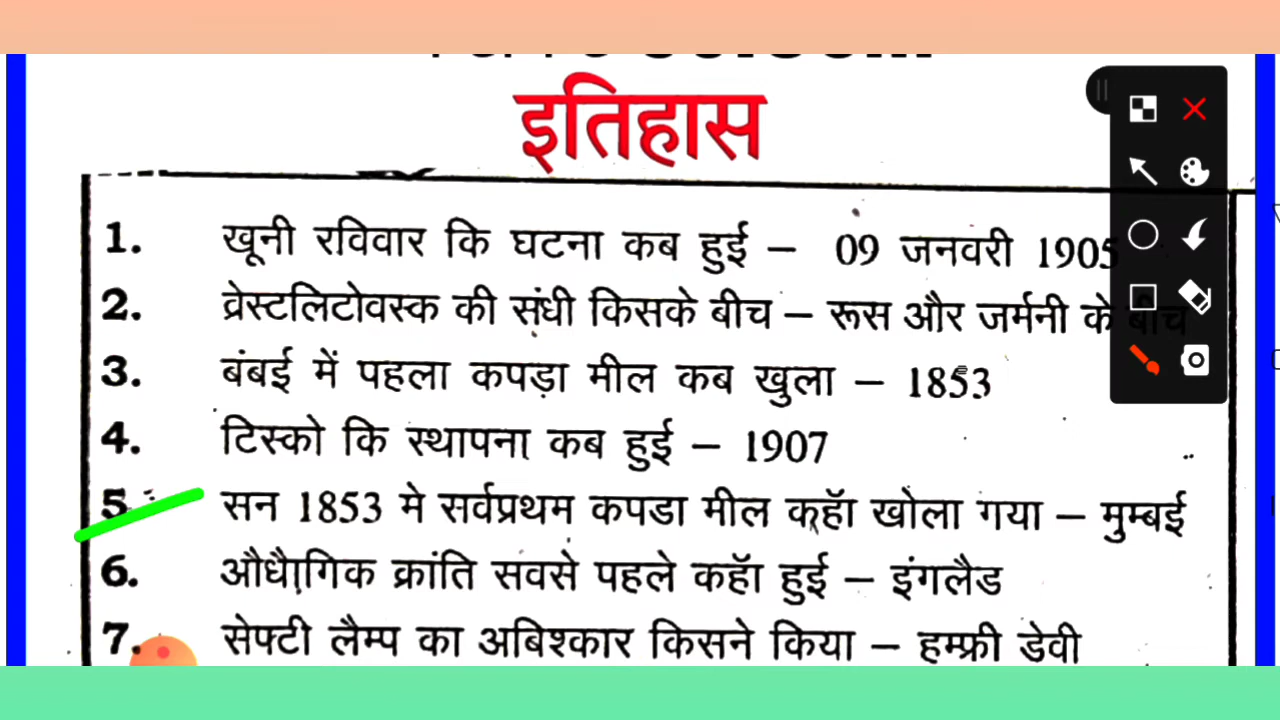 इतिहास
1. खूनी रविवार कि घटना कब हुई – 09 जनवरी 1905
2. व्रेस्टलिटोवस्क की संधी किसके बीच – रूस और जर्मनी के बीच
3. बंबई में पहला कपड़ा मील कब खुला – 1853
4. टिस्को कि स्थापना कब हुई – 1907
5. सन 1853 मे सर्वप्रथम कपडा मील कहॉ खोला गया – मुम्बई
6. औधौगिक क्रांति सवसे पहले कहॉ हुई – इंगलैड
7. सेफ्टी लैम्प का अबिश्कार किसने किया – हम्फ्री डेवी